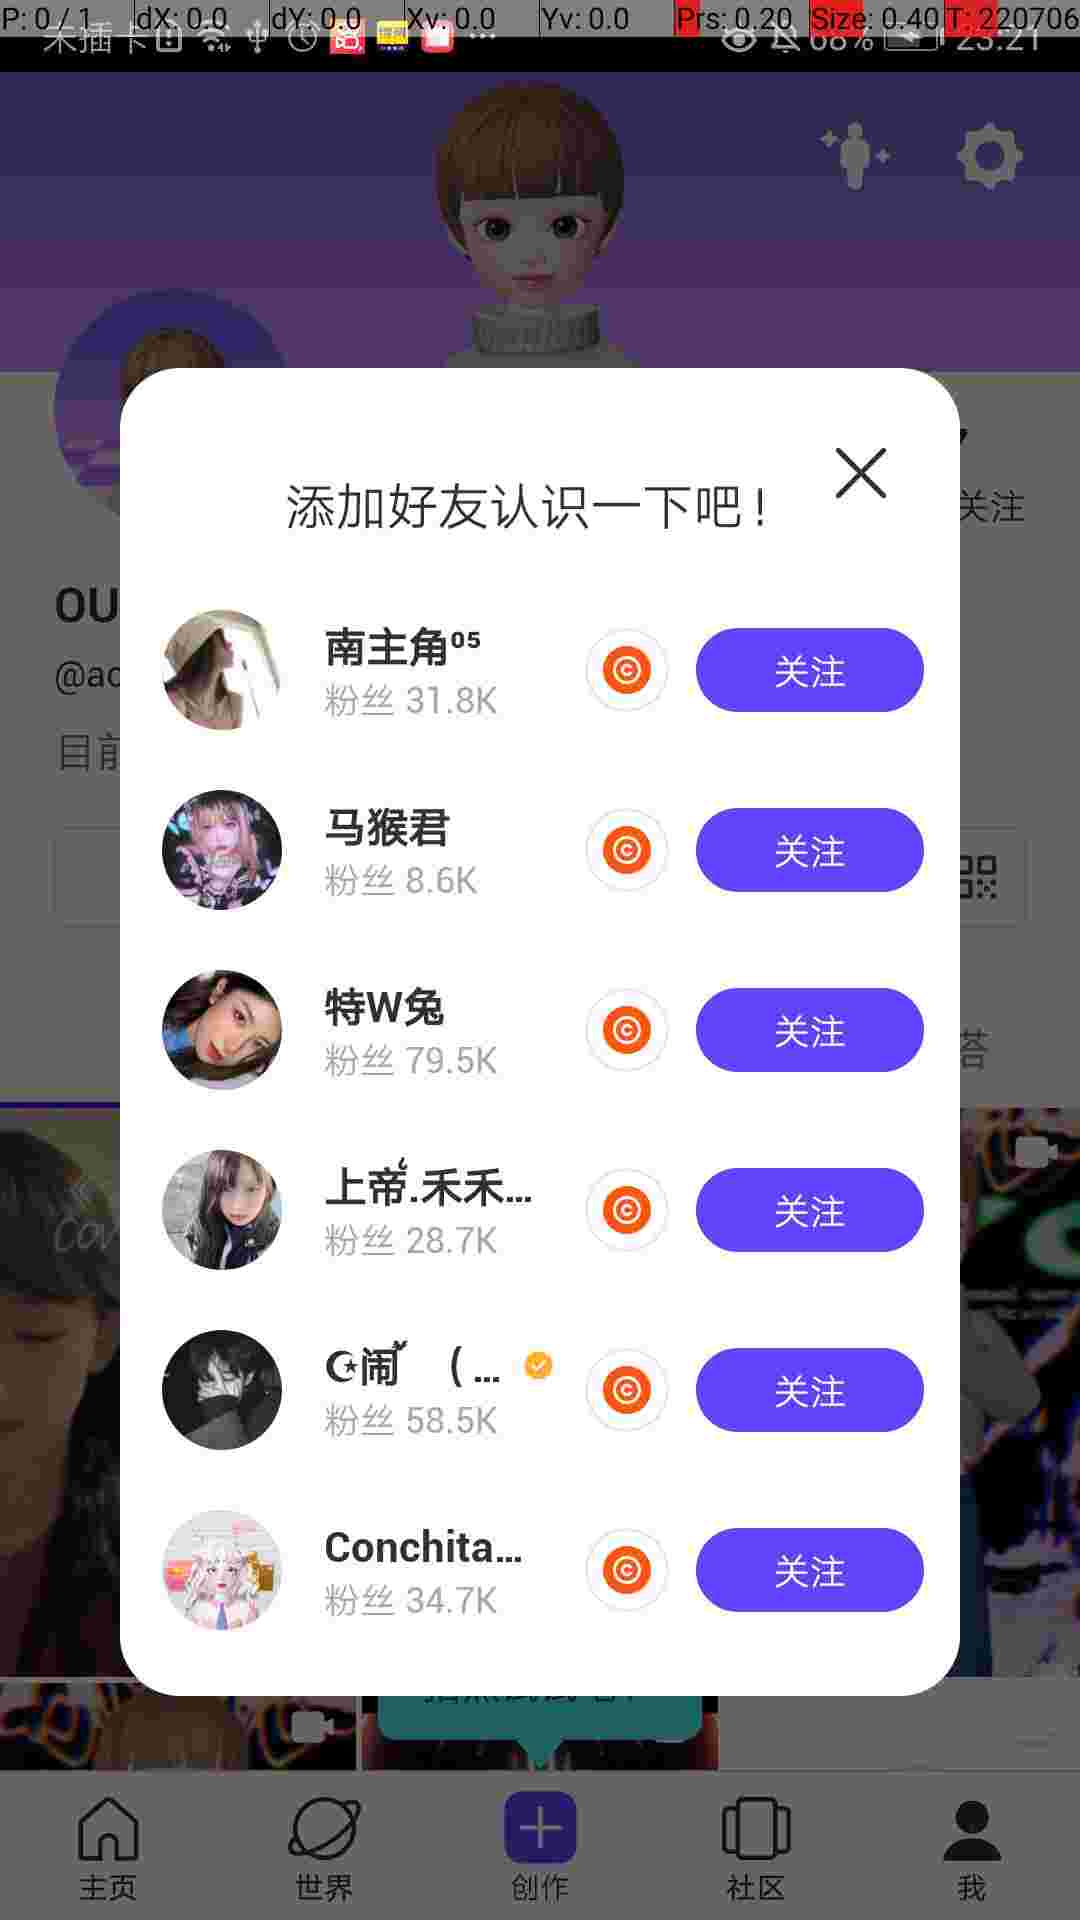 P: 0 / 1 dX: 0.0 dY: 0.0 Xv: 0.0 Yv: 0.0 Prs: 0.20 Size: 0.40 T: 220706
未插卡 68% 23:21
添加好友认识一下吧!
关注
OU
@ac
目前
南主角⁰⁵
粉丝 31.8K
关注
马猴君
粉丝 8.6K
关注
特W兔
粉丝 79.5K
关注
答
上帝.禾禾...
粉丝 28.7K
关注
☪闹 ( ...
粉丝 58.5K
关注
Conchita...
粉丝 34.7K
关注
主页 世界 创作 社区 我